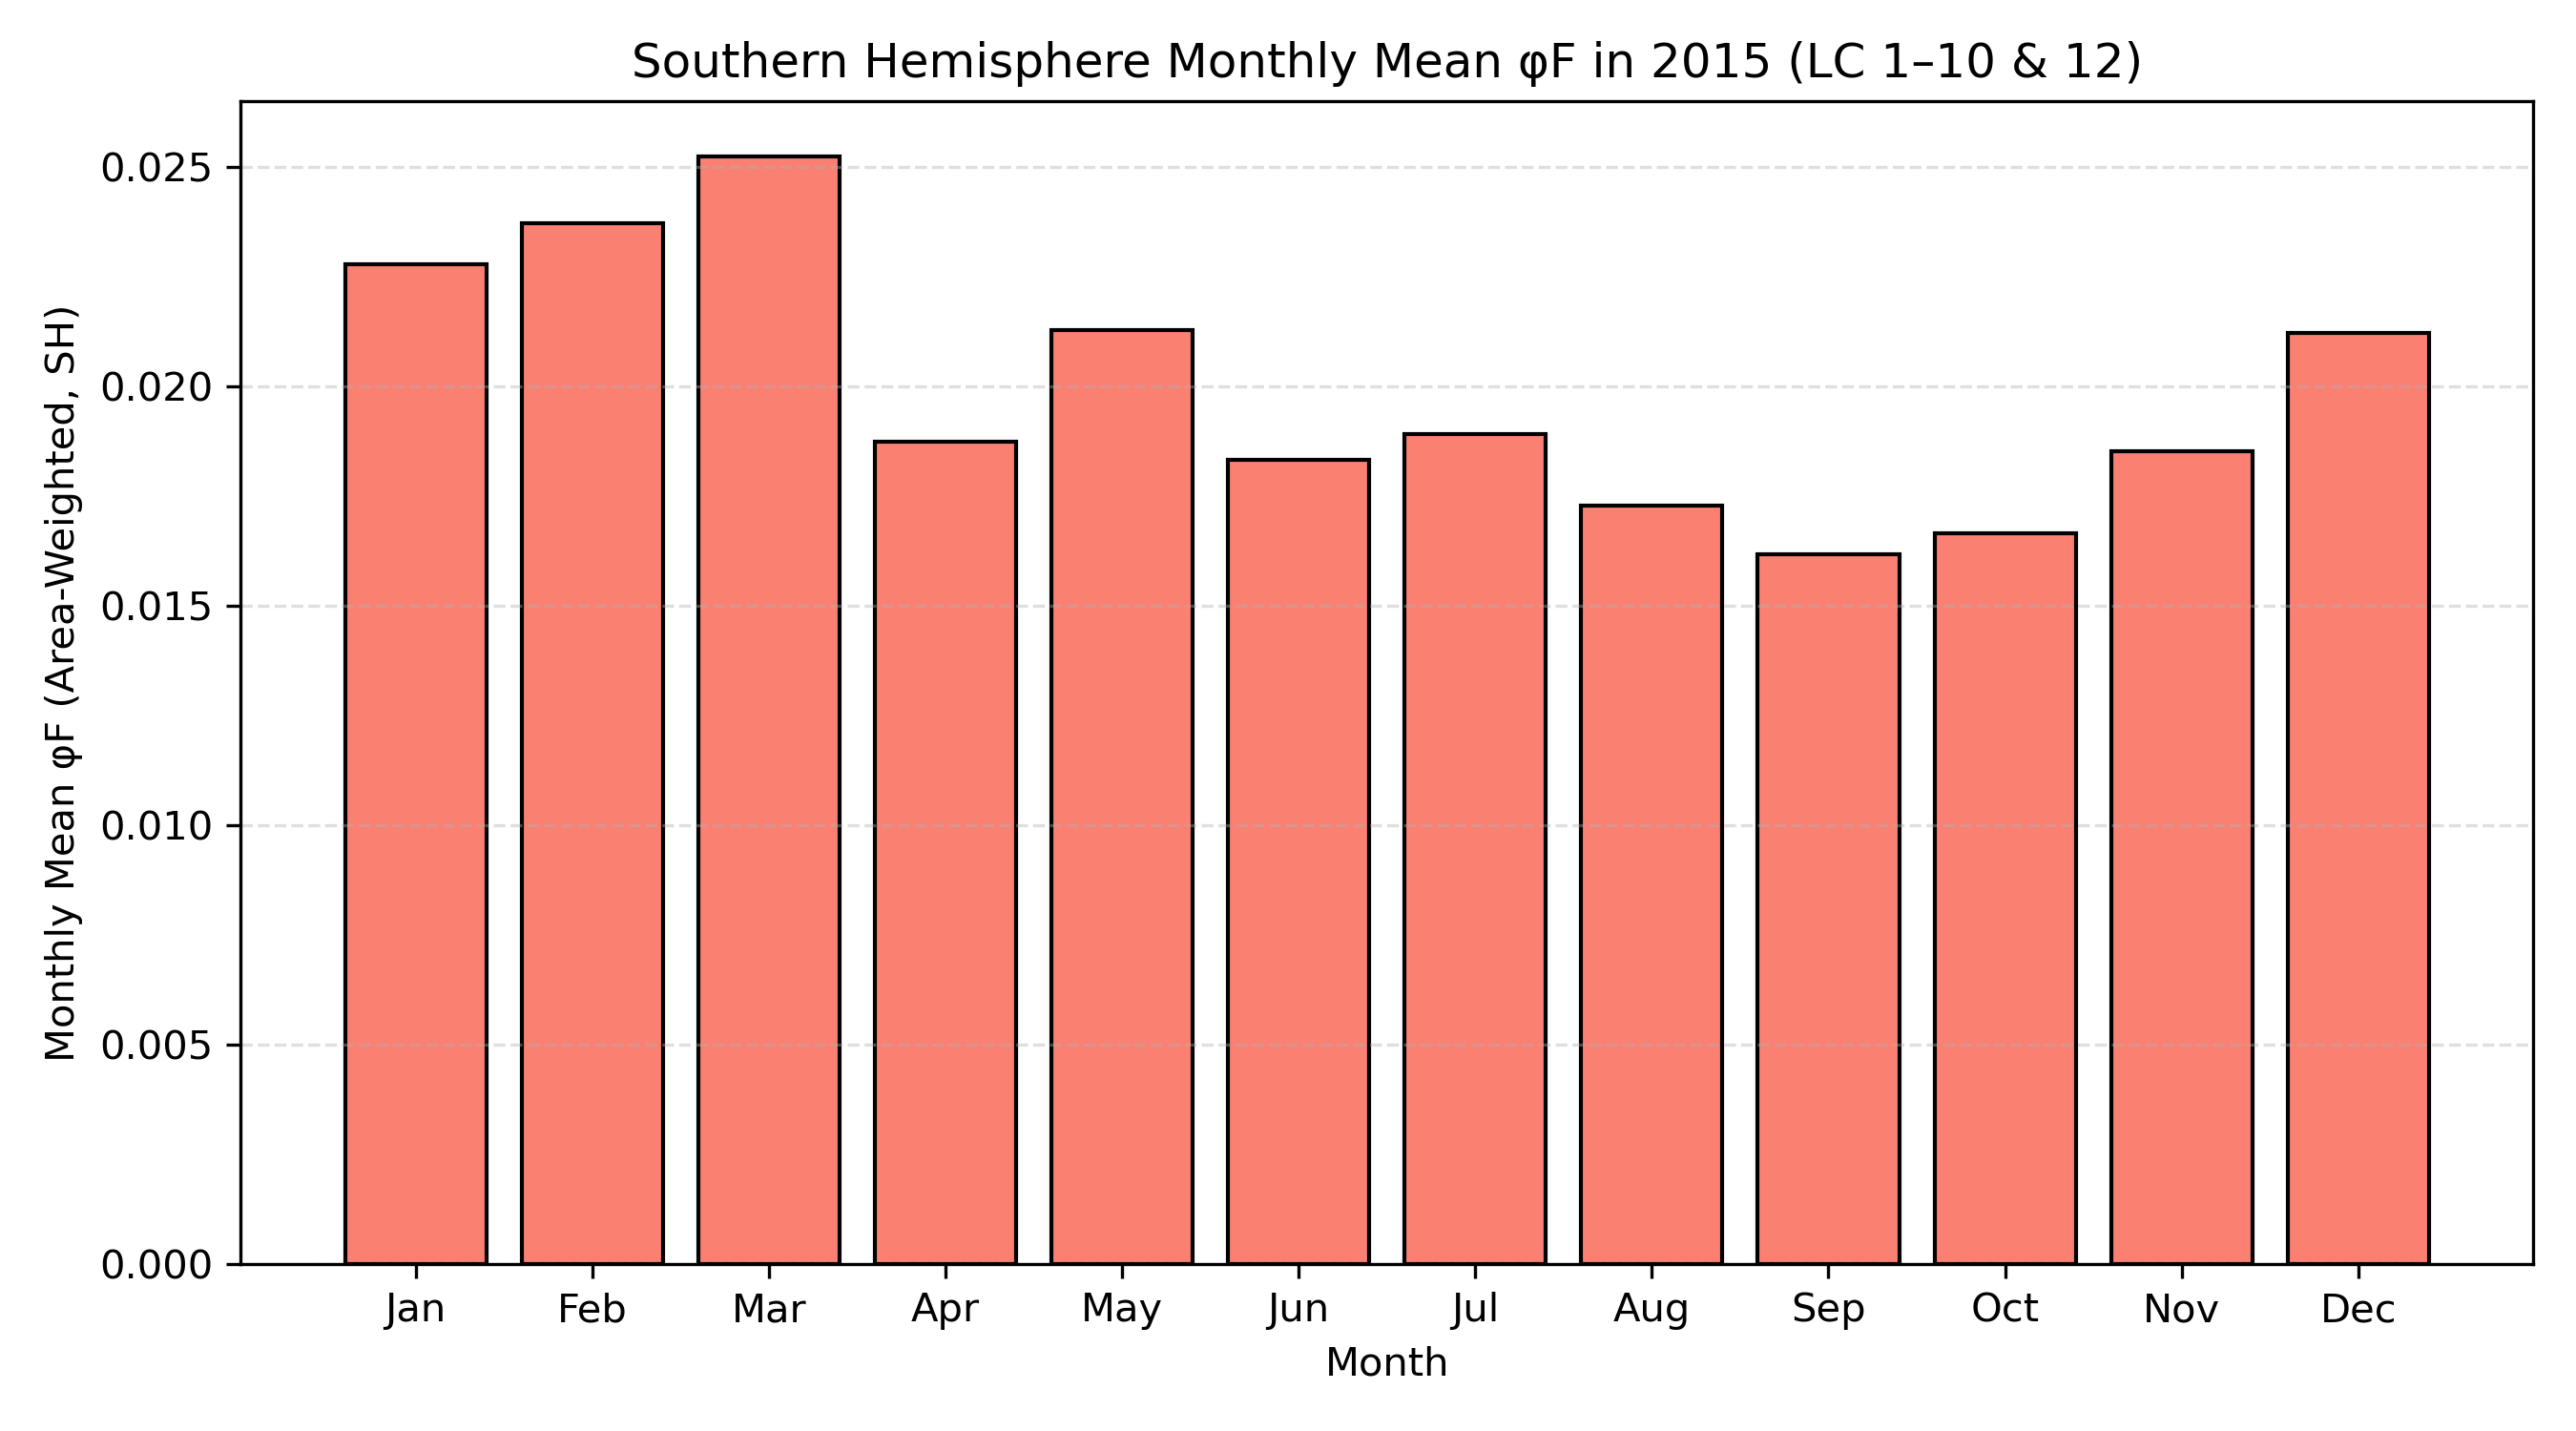 Southern Hemisphere Monthly Mean φF in 2015 (LC 1–10 & 12)
Monthly Mean φF (Area-Weighted, SH)
0.025
0.020
0.015
0.010
0.005
0.000
Jan Feb Mar Apr May Jun Jul Aug Sep Oct Nov Dec
Month